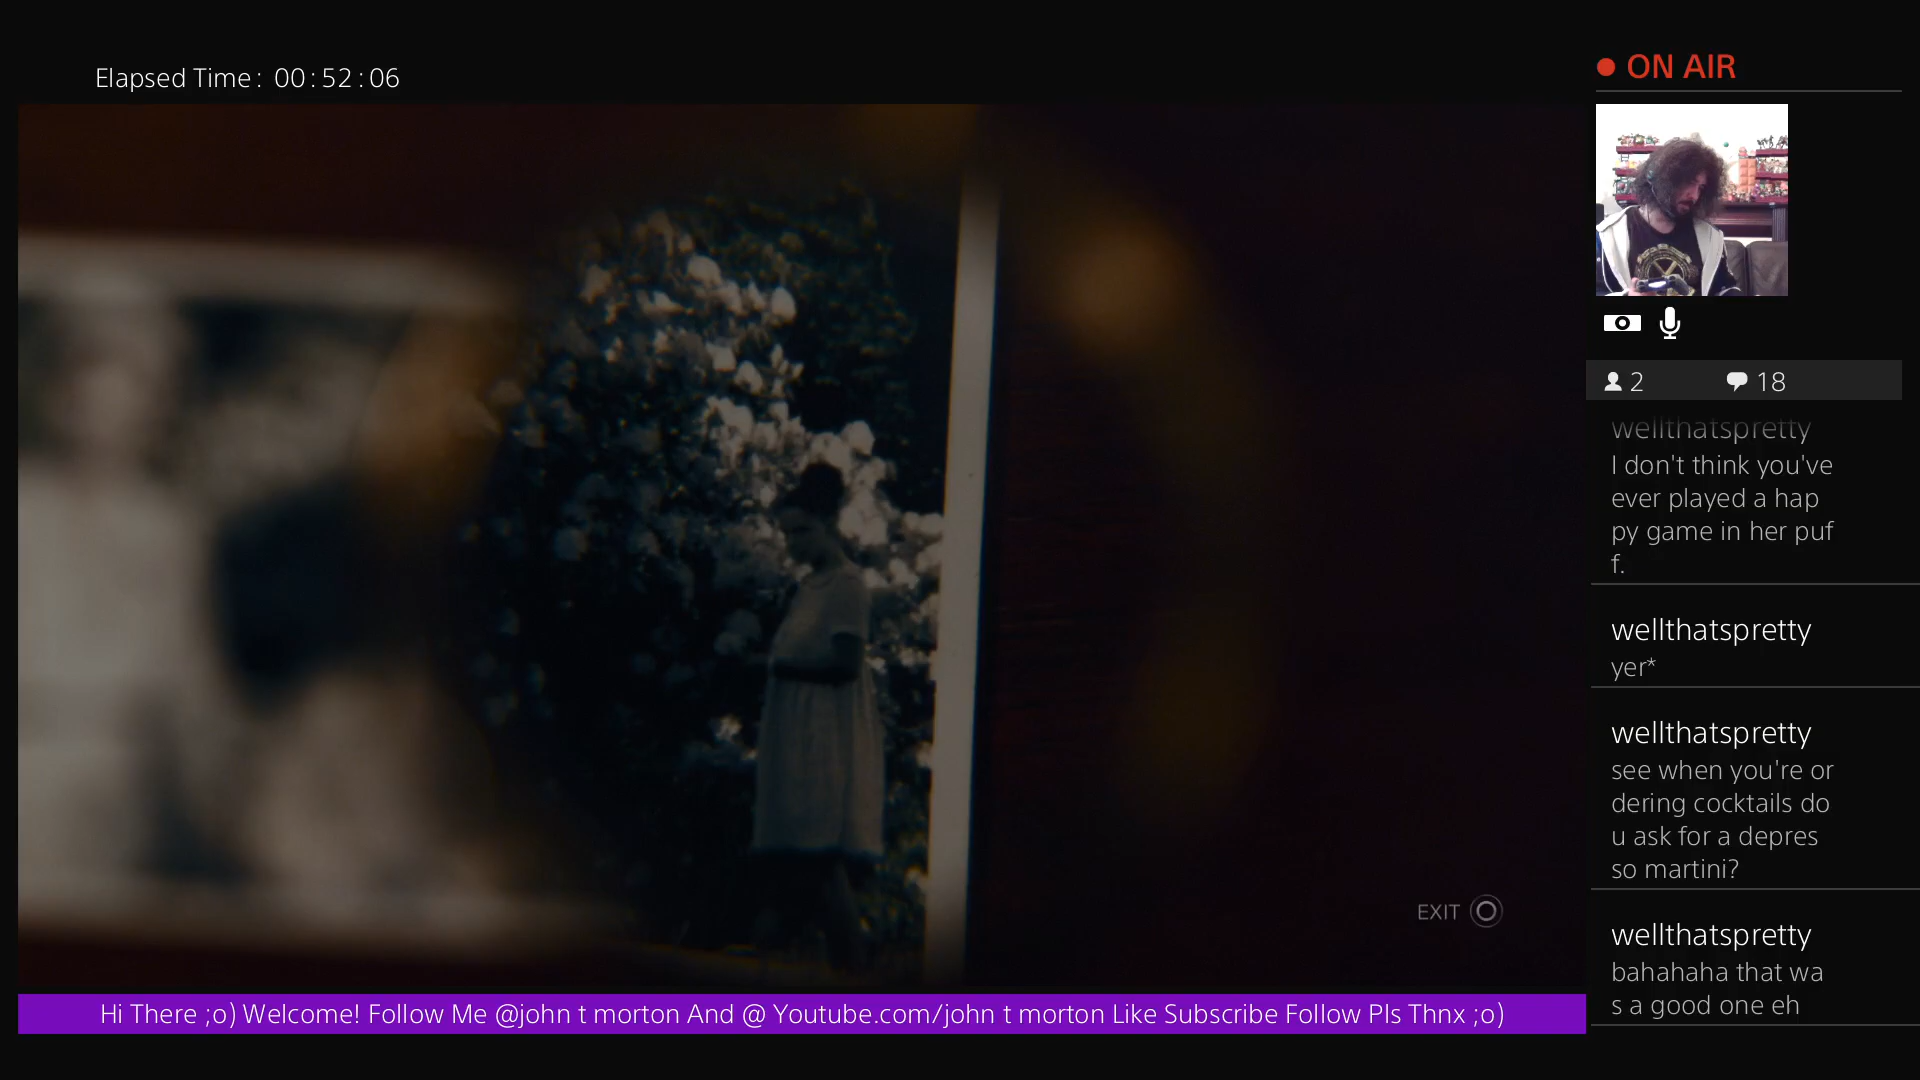 Elapsed Time: 00:52:06
ON AIR
2
18
wellthatspretty
I don't think you've
ever played a hap
py game in her puf
f.
wellthatspretty
yer*
wellthatspretty
see when you're or
dering cocktails do
u ask for a depres
so martini?
wellthatspretty
bahahaha that wa
s a good one eh
EXIT
Hi There ;o) Welcome! Follow Me @john t morton And @ Youtube.com/john t morton Like Subscribe Follow Pls Thnx ;o)